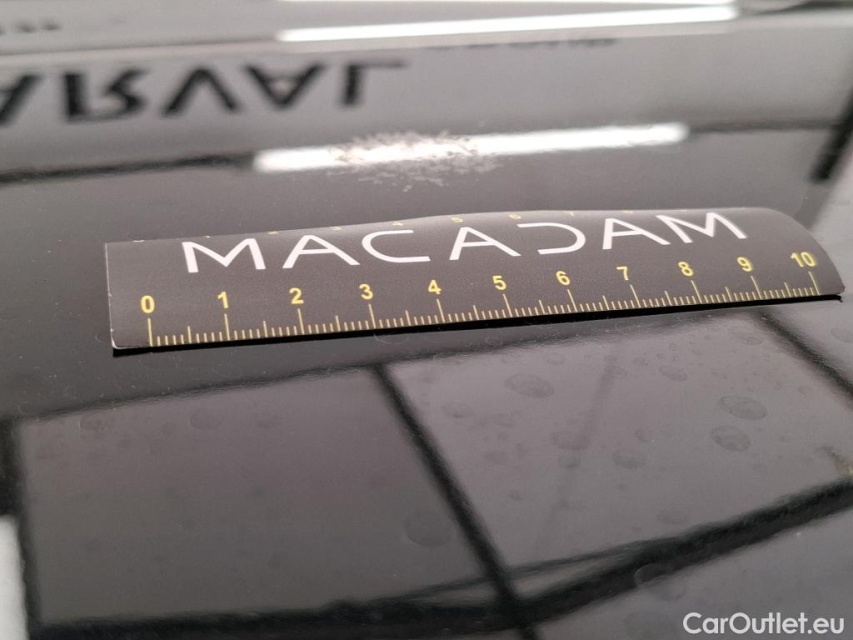 ARVAL
MACADAM
0 1 2 3 4 5 6 7 8 9 10
CarOutlet.eu